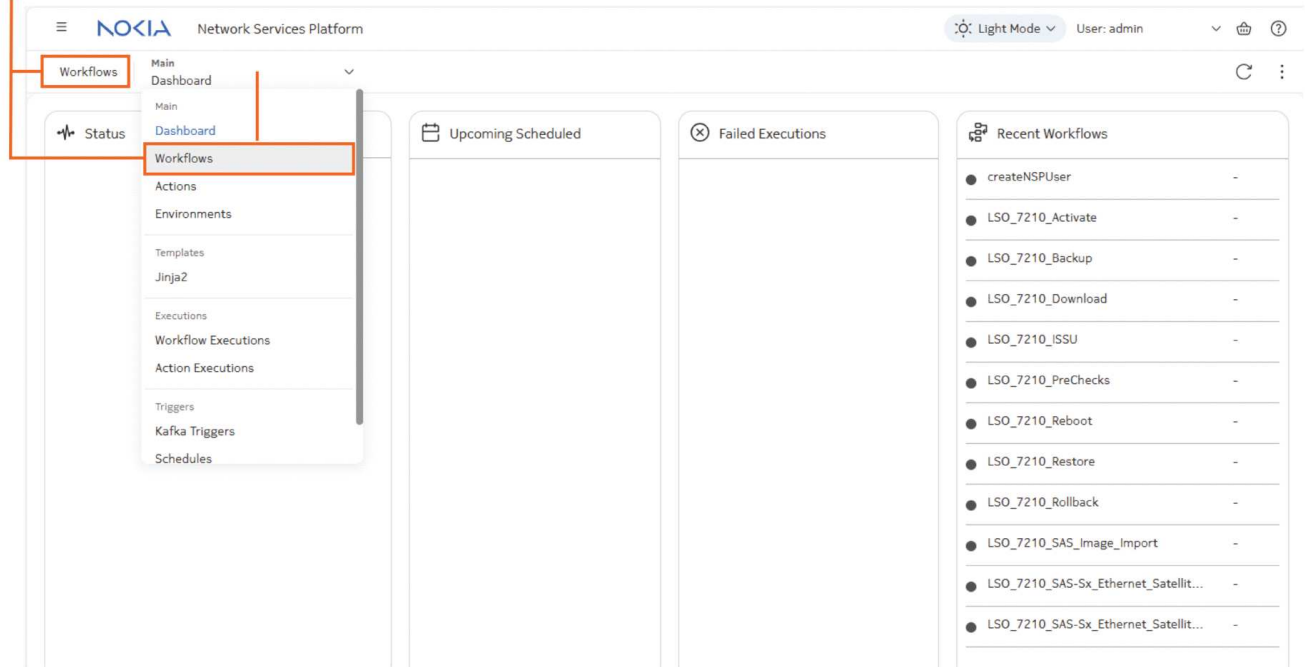 NOKIA Network Services Platform Light Mode User: admin
Workflows
Main
Dashboard
Main
Dashboard
Workflows
Actions
Environments
Templates
Jinja2
Executions
Workflow Executions
Action Executions
Triggers
Kafka Triggers
Schedules
Status
Upcoming Scheduled
Failed Executions
Recent Workflows
createNSPUser -
LSO_7210_Activate -
LSO_7210_Backup -
LSO_7210_Download -
LSO_7210_ISSU -
LSO_7210_PreChecks -
LSO_7210_Reboot -
LSO_7210_Restore -
LSO_7210_Rollback -
LSO_7210_SAS_Image_Import -
LSO_7210_SAS-Sx_Ethernet_Satellit... -
LSO_7210_SAS-Sx_Ethernet_Satellit... -